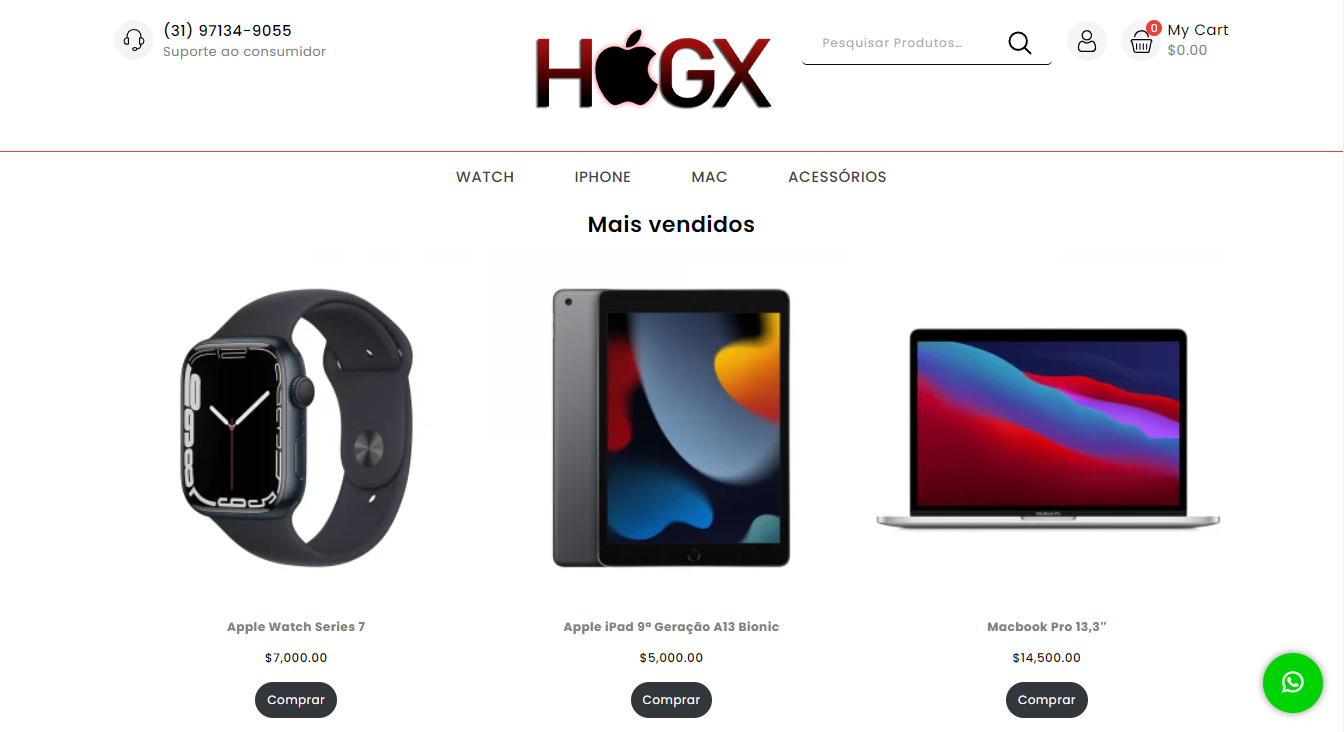 (31) 97134-9055
Suporte ao consumidor
HGX
Pesquisar Produtos...
0
My Cart
$0.00
WATCH IPHONE MAC ACESSÓRIOS
Mais vendidos
Apple Watch Series 7
Apple iPad 9ª Geração A13 Bionic
Macbook Pro 13,3″
$7,000.00
$5,000.00
$14,500.00
Comprar
Comprar
Comprar